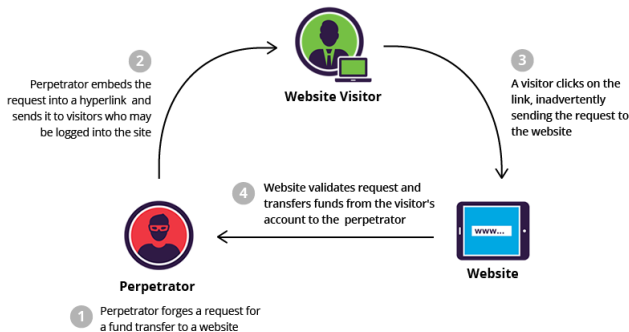 2
Perpetrator embeds the
request into a hyperlink and
sends it to visitors who may
be logged into the site
Website Visitor
3
A visitor clicks on the
link, inadvertently
sending the request to
the website
4
Website validates request and
transfers funds from the visitor's
account to the perpetrator
www...
Perpetrator
Website
1
Perpetrator forges a request for
a fund transfer to a website